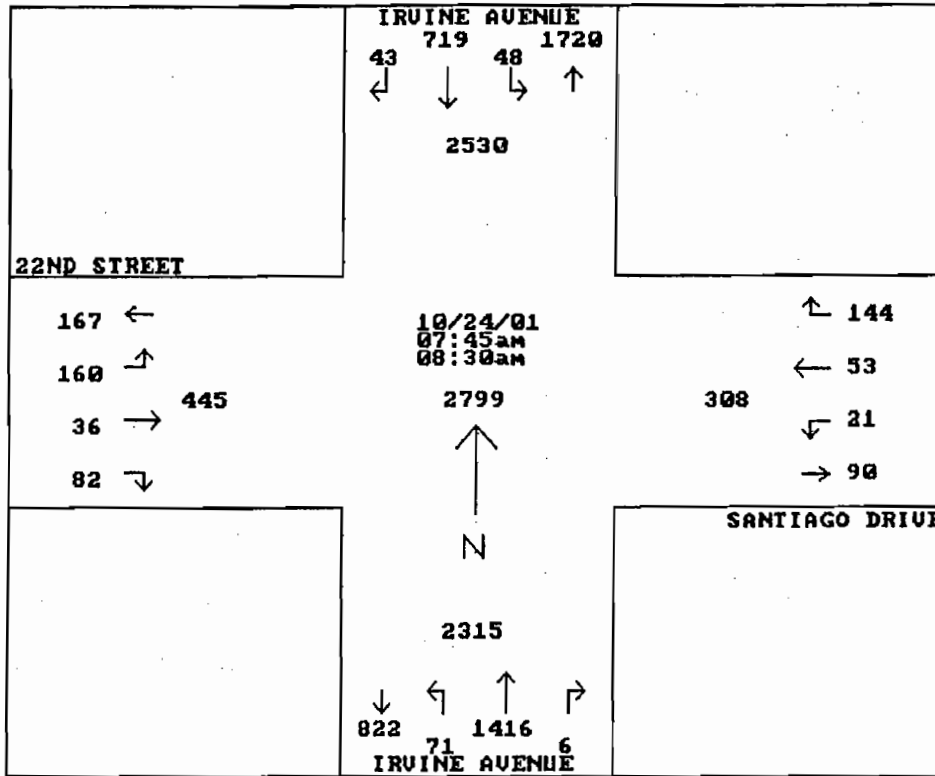 IRVINE AVENUE
719 1720
43 48
2530
22ND STREET
10/24/01
07:45am
08:30am
167
160
36
82
445
2799
308
144
53
21
90
SANTIAGO DRIVE
N
2315
822 1416
71 6
IRVINE AVENUE